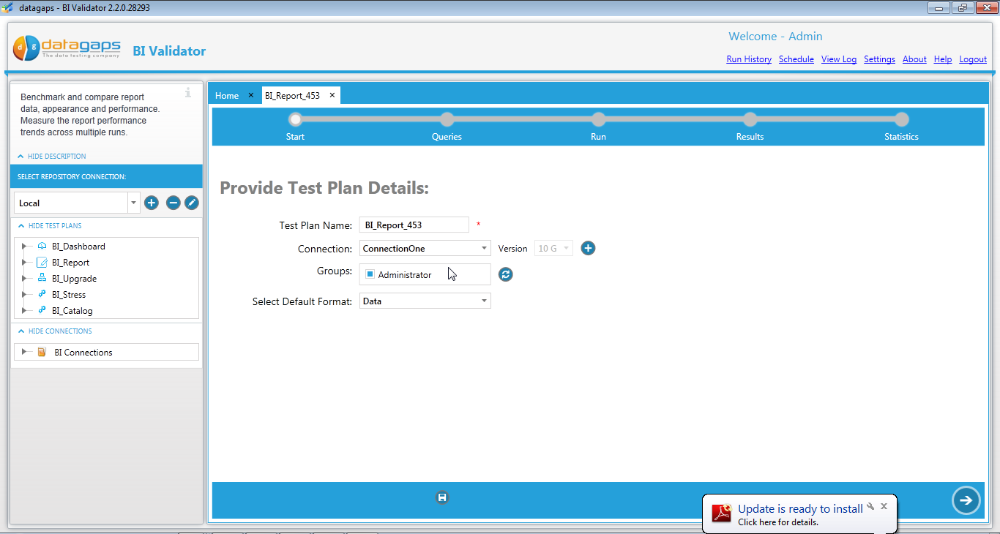 datagaps - BI Validator 2.2.0.28293
d g datagaps
The data testing company
BI Validator
Welcome - Admin
Run History Schedule View Log Settings About Help Logout
Benchmark and compare report
data, appearance and performance.
Measure the report performance
trends across multiple runs.
HIDE DESCRIPTION
SELECT REPOSITORY CONNECTION:
Local
HIDE TEST PLANS
BI_Dashboard
BI_Report
BI_Upgrade
BI_Stress
BI_Catalog
HIDE CONNECTIONS
BI Connections
Home BI_Report_453
Start Queries Run Results Statistics
Provide Test Plan Details:
Test Plan Name: BI_Report_453 *
Connection: ConnectionOne Version 10 G
Groups: Administrator
Select Default Format: Data
Update is ready to install
Click here for details.